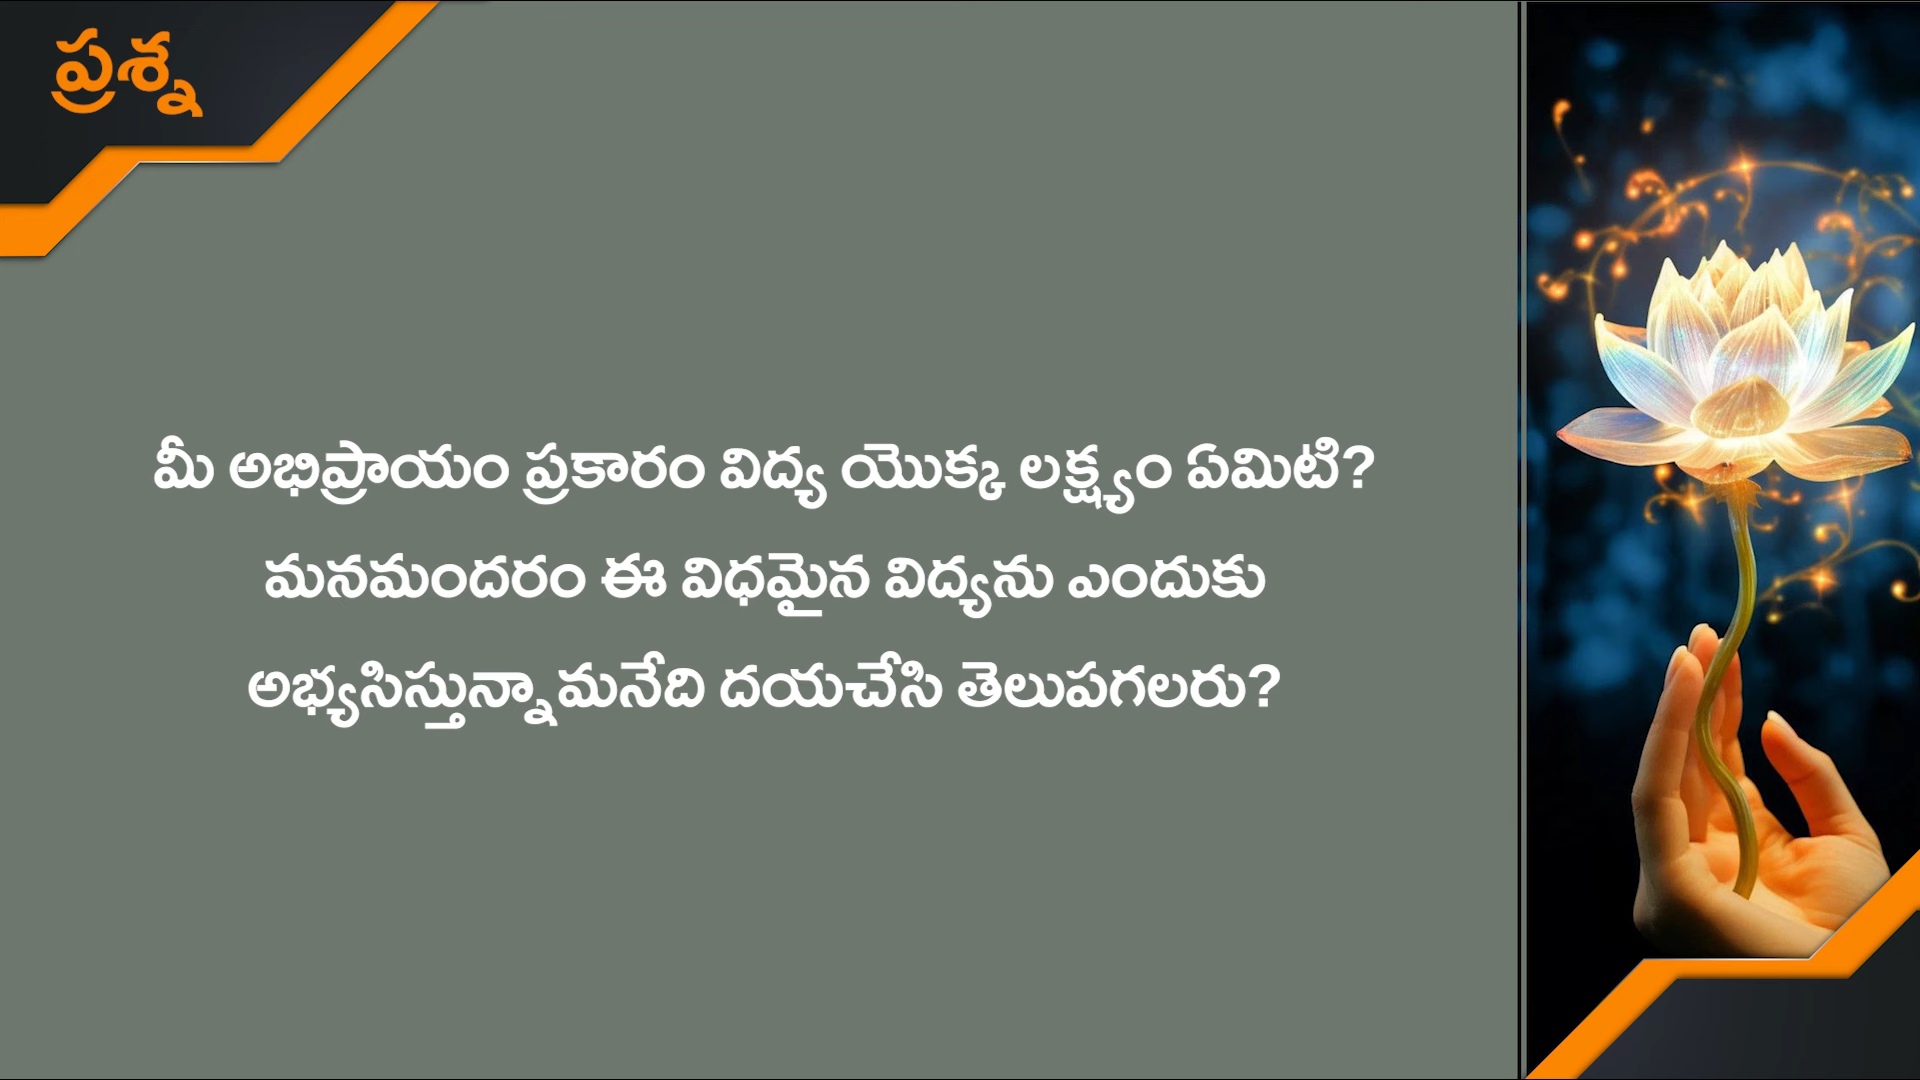 ప్రశ్న
మీ అభిప్రాయం ప్రకారం విద్య యొక్క లక్ష్యం ఏమిటి?
మనమందరం ఈ విధమైన విద్యను ఎందుకు
అభ్యసిస్తున్నామనేది దయచేసి తెలుపగలరు?